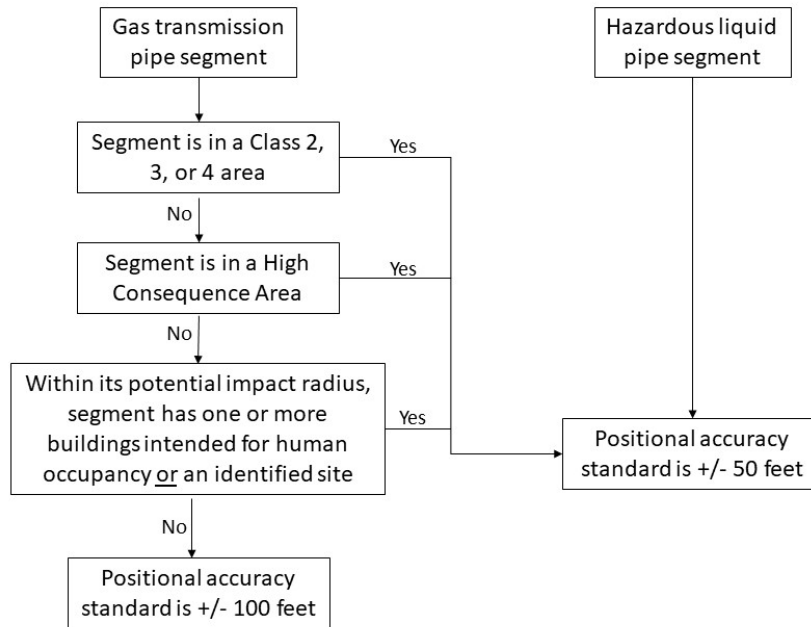 Gas transmission
pipe segment
Hazardous liquid
pipe segment
Segment is in a Class 2,
3, or 4 area
Yes
No
Segment is in a High
Consequence Area
Yes
No
Within its potential impact radius,
segment has one or more
buildings intended for human
occupancy or an identified site
Yes
Positional accuracy
standard is +/- 50 feet
No
Positional accuracy
standard is +/- 100 feet